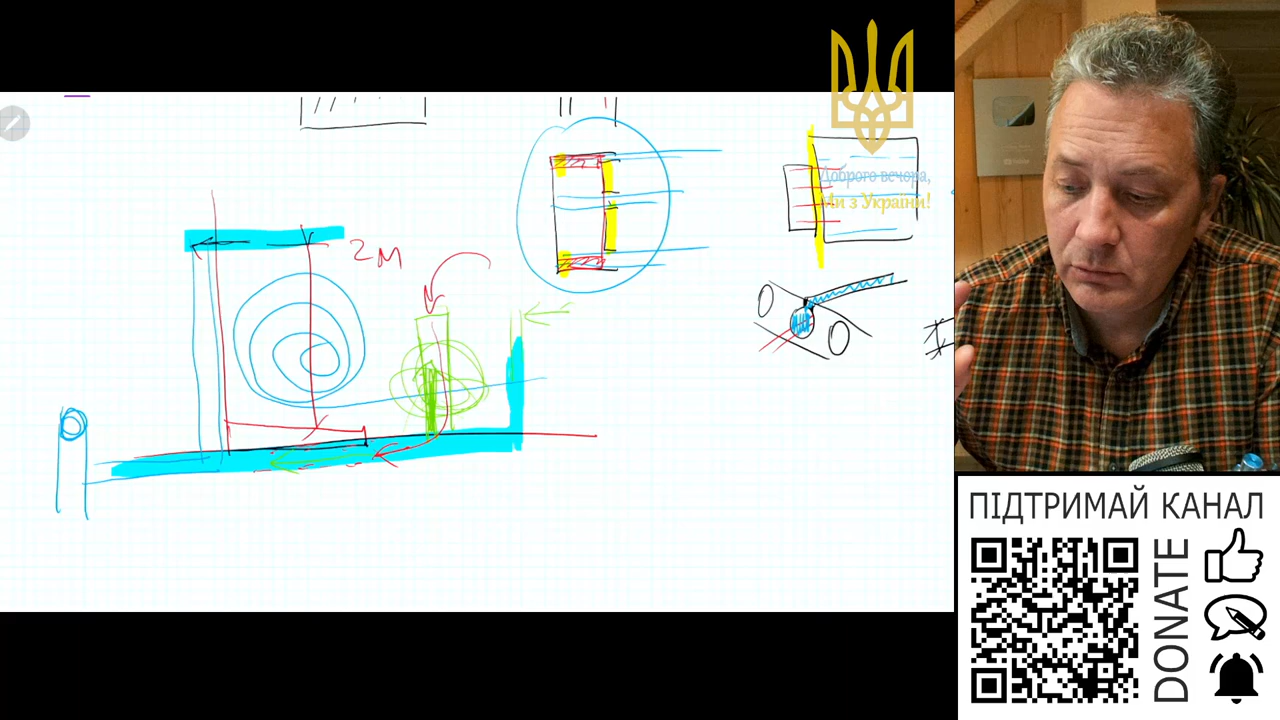 Доброго вечора,
Ми з України!
2м
ПІДТРИМАЙ КАНАЛ
DONATE